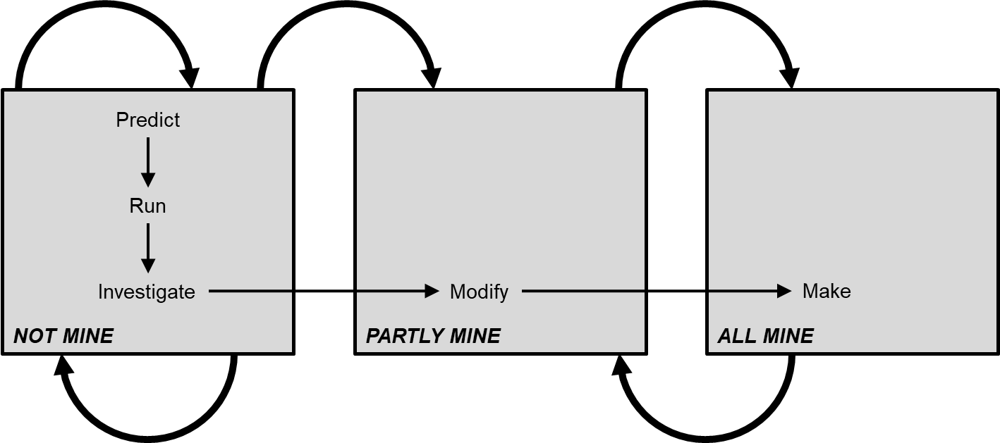 Predict
Run
Investigate
NOT MINE
Modify
PARTLY MINE
Make
ALL MINE